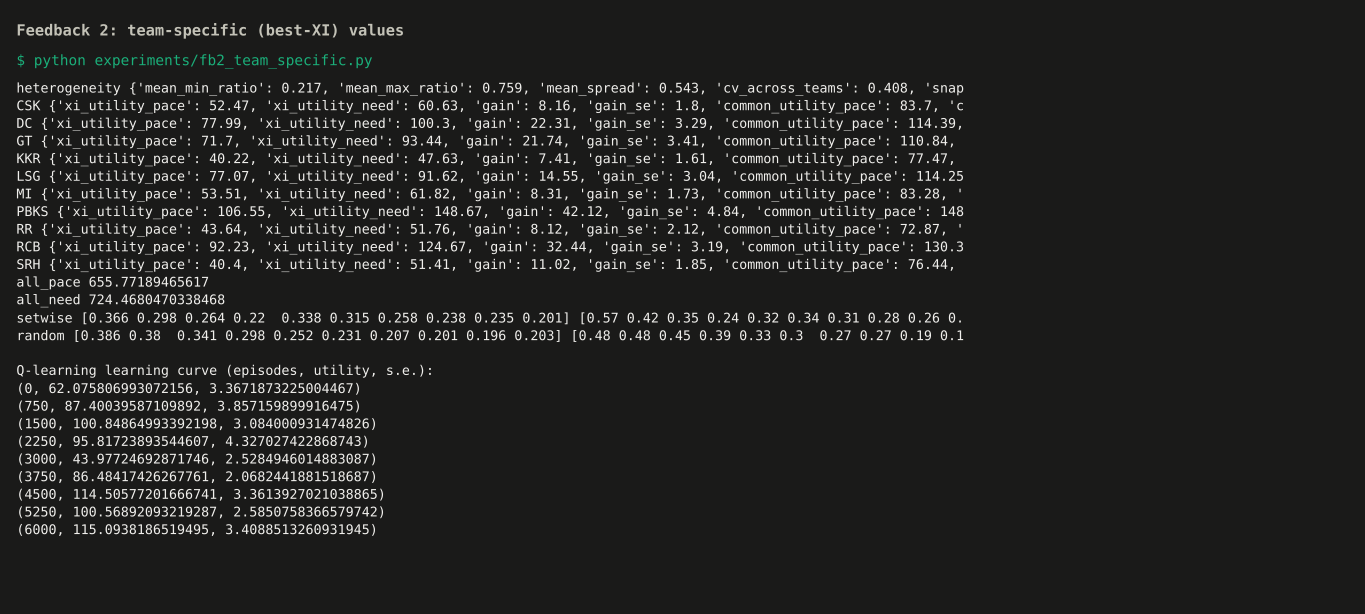 Feedback 2: team-specific (best-XI) values
$ python experiments/fb2_team_specific.py
heterogeneity {'mean_min_ratio': 0.217, 'mean_max_ratio': 0.759, 'mean_spread': 0.543, 'cv_across_teams': 0.408, 'snap
CSK {'xi_utility_pace': 52.47, 'xi_utility_need': 60.63, 'gain': 8.16, 'gain_se': 1.8, 'common_utility_pace': 83.7, 'c
DC {'xi_utility_pace': 77.99, 'xi_utility_need': 100.3, 'gain': 22.31, 'gain_se': 3.29, 'common_utility_pace': 114.39,
GT {'xi_utility_pace': 71.7, 'xi_utility_need': 93.44, 'gain': 21.74, 'gain_se': 3.41, 'common_utility_pace': 110.84,
KKR {'xi_utility_pace': 40.22, 'xi_utility_need': 47.63, 'gain': 7.41, 'gain_se': 1.61, 'common_utility_pace': 77.47,
LSG {'xi_utility_pace': 77.07, 'xi_utility_need': 91.62, 'gain': 14.55, 'gain_se': 3.04, 'common_utility_pace': 114.25
MI {'xi_utility_pace': 53.51, 'xi_utility_need': 61.82, 'gain': 8.31, 'gain_se': 1.73, 'common_utility_pace': 83.28, '
PBKS {'xi_utility_pace': 106.55, 'xi_utility_need': 148.67, 'gain': 42.12, 'gain_se': 4.84, 'common_utility_pace': 148
RR {'xi_utility_pace': 43.64, 'xi_utility_need': 51.76, 'gain': 8.12, 'gain_se': 2.12, 'common_utility_pace': 72.87, '
RCB {'xi_utility_pace': 92.23, 'xi_utility_need': 124.67, 'gain': 32.44, 'gain_se': 3.19, 'common_utility_pace': 130.3
SRH {'xi_utility_pace': 40.4, 'xi_utility_need': 51.41, 'gain': 11.02, 'gain_se': 1.85, 'common_utility_pace': 76.44,
all_pace 655.77189465617
all_need 724.4680470338468
setwise [0.366 0.298 0.264 0.22  0.338 0.315 0.258 0.238 0.235 0.201] [0.57 0.42 0.35 0.24 0.32 0.34 0.31 0.28 0.26 0.
random [0.386 0.38  0.341 0.298 0.252 0.231 0.207 0.201 0.196 0.203] [0.48 0.48 0.45 0.39 0.33 0.3  0.27 0.27 0.19 0.1
Q-learning learning curve (episodes, utility, s.e.):
(0, 62.075806993072156, 3.3671873225004467)
(750, 87.40039587109892, 3.857159899916475)
(1500, 100.84864993392198, 3.084000931474826)
(2250, 95.81723893544607, 4.327027422868743)
(3000, 43.97724692871746, 2.5284946014883087)
(3750, 86.48417426267761, 2.0682441881518687)
(4500, 114.50577201666741, 3.3613927021038865)
(5250, 100.56892093219287, 2.5850758366579742)
(6000, 115.0938186519495, 3.4088513260931945)